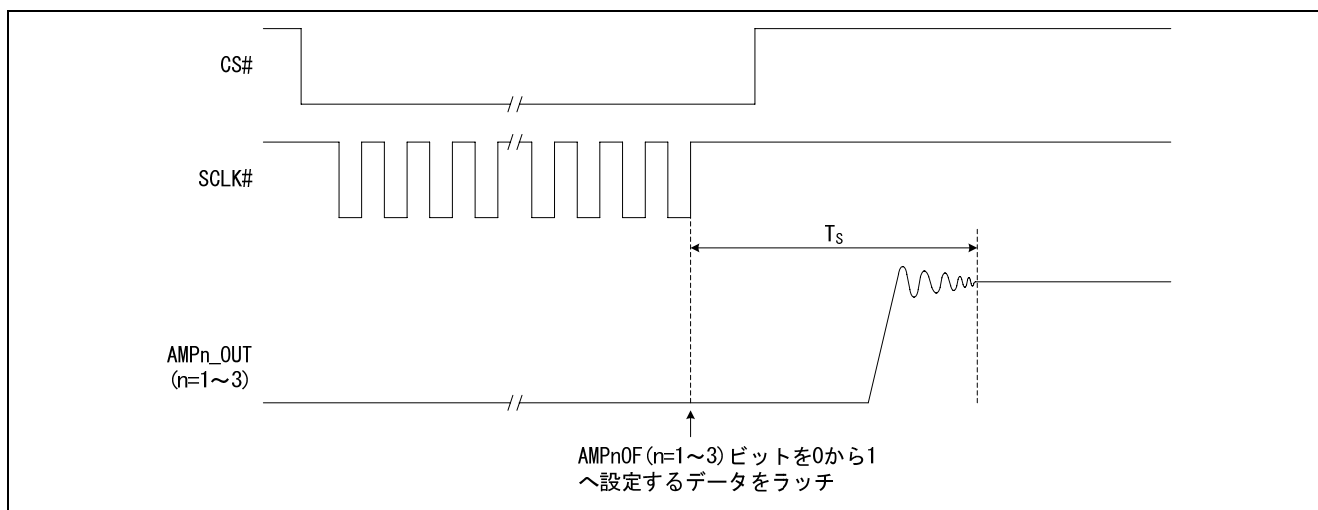 CS#
SCLK#
TS
AMPn_OUT
(n=1～3)
AMPnOF(n=1～3)ビットを0から1
へ設定するデータをラッチ